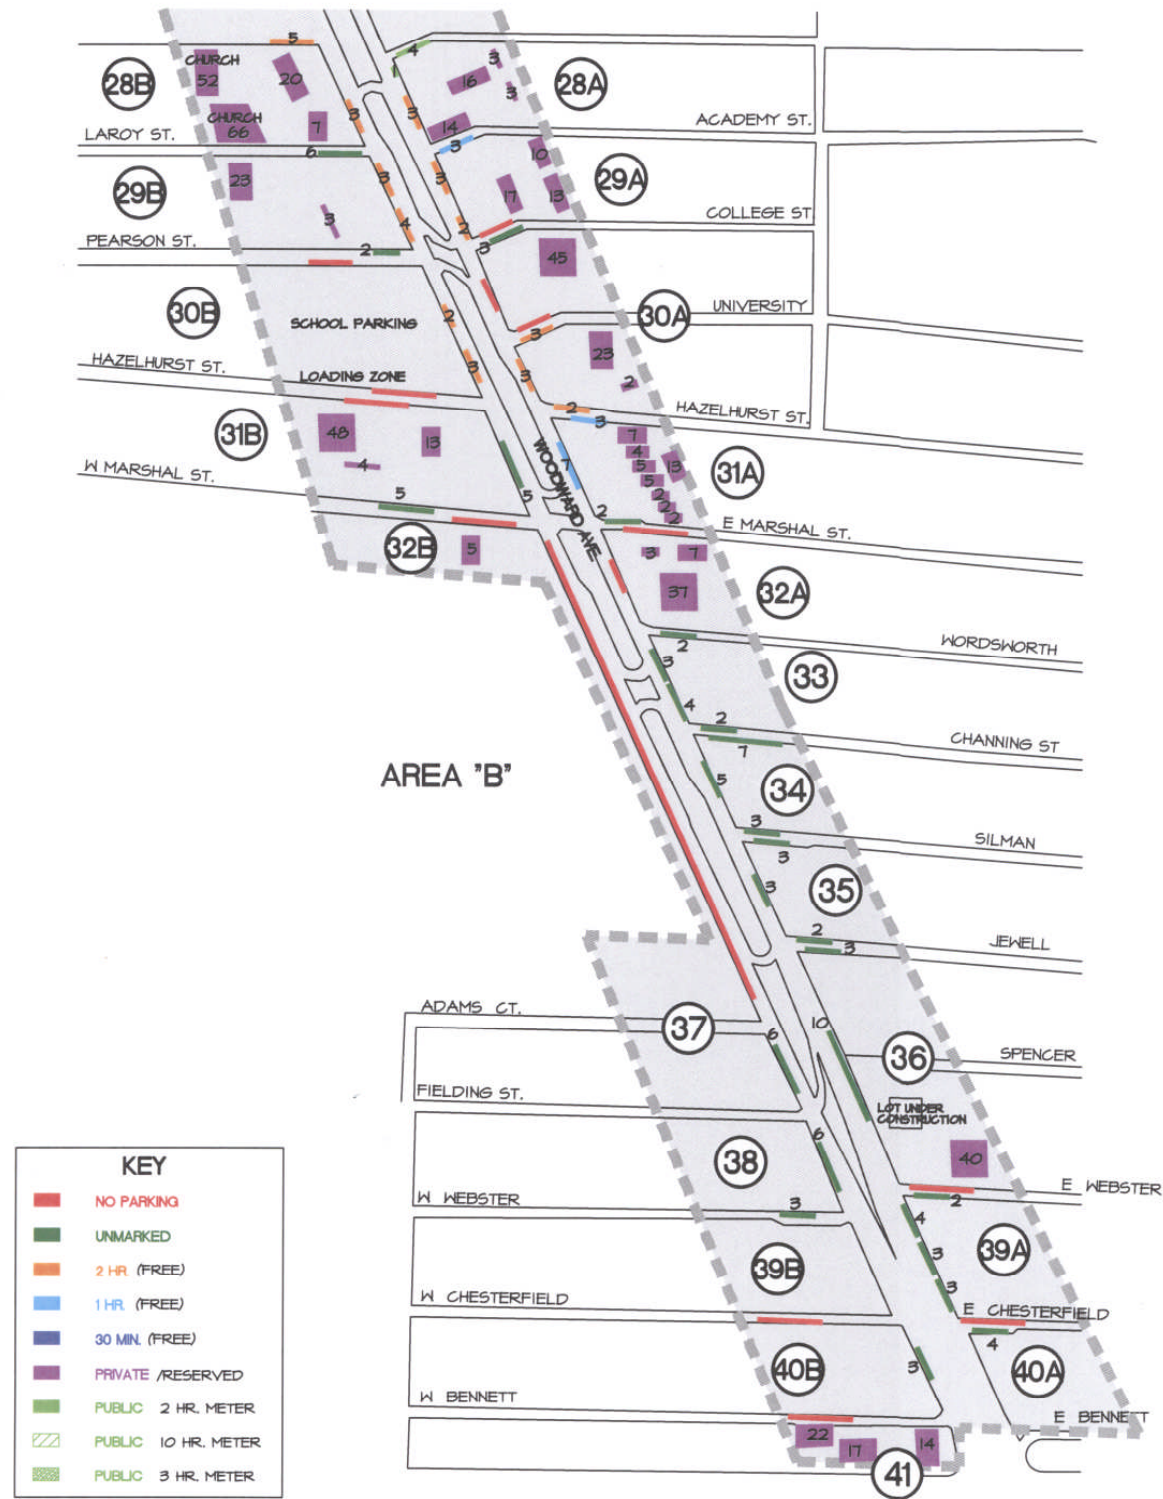 5
4
CHURCH
52
20
16
3
3
28B
28A
1
3
3
ACADEMY ST.
CHURCH
66
7
14
LAROY ST.
6
3
10
23
3
3
29A
29B
17
13
3
4
2
COLLEGE ST.
PEARSON ST.
2
3
45
30B
2
30A
UNIVERSITY
SCHOOL PARKING
3
23
HAZELHURST ST.
3
3
2
LOADING ZONE
2
3
HAZELHURST ST.
31B
48
13
7
4
13
4
5
31A
W MARSHAL ST.
7
5
WOODWARD AVE.
2
2
5
5
2
2
E MARSHAL ST.
32B
5
3
7
37
32A
WORDSWORTH
2
3
33
4
2
7
CHANNING ST
AREA "B"
5
34
3
SILMAN
3
3
35
2
3
JEWELL
ADAMS CT.
37
10
6
36
SPENCER
FIELDING ST.
LOT UNDER
CONSTRUCTION
6
38
40
W WEBSTER
3
E WEBSTER
2
4
39B
3
39A
W CHESTERFIELD
3
E CHESTERFIELD
4
40B
3
40A
W BENNETT
E BENNETT
22
17
14
41
KEY
NO PARKING
UNMARKED
2 HR. (FREE)
1 HR. (FREE)
30 MIN. (FREE)
PRIVATE /RESERVED
PUBLIC 2 HR. METER
PUBLIC 10 HR. METER
PUBLIC 3 HR. METER